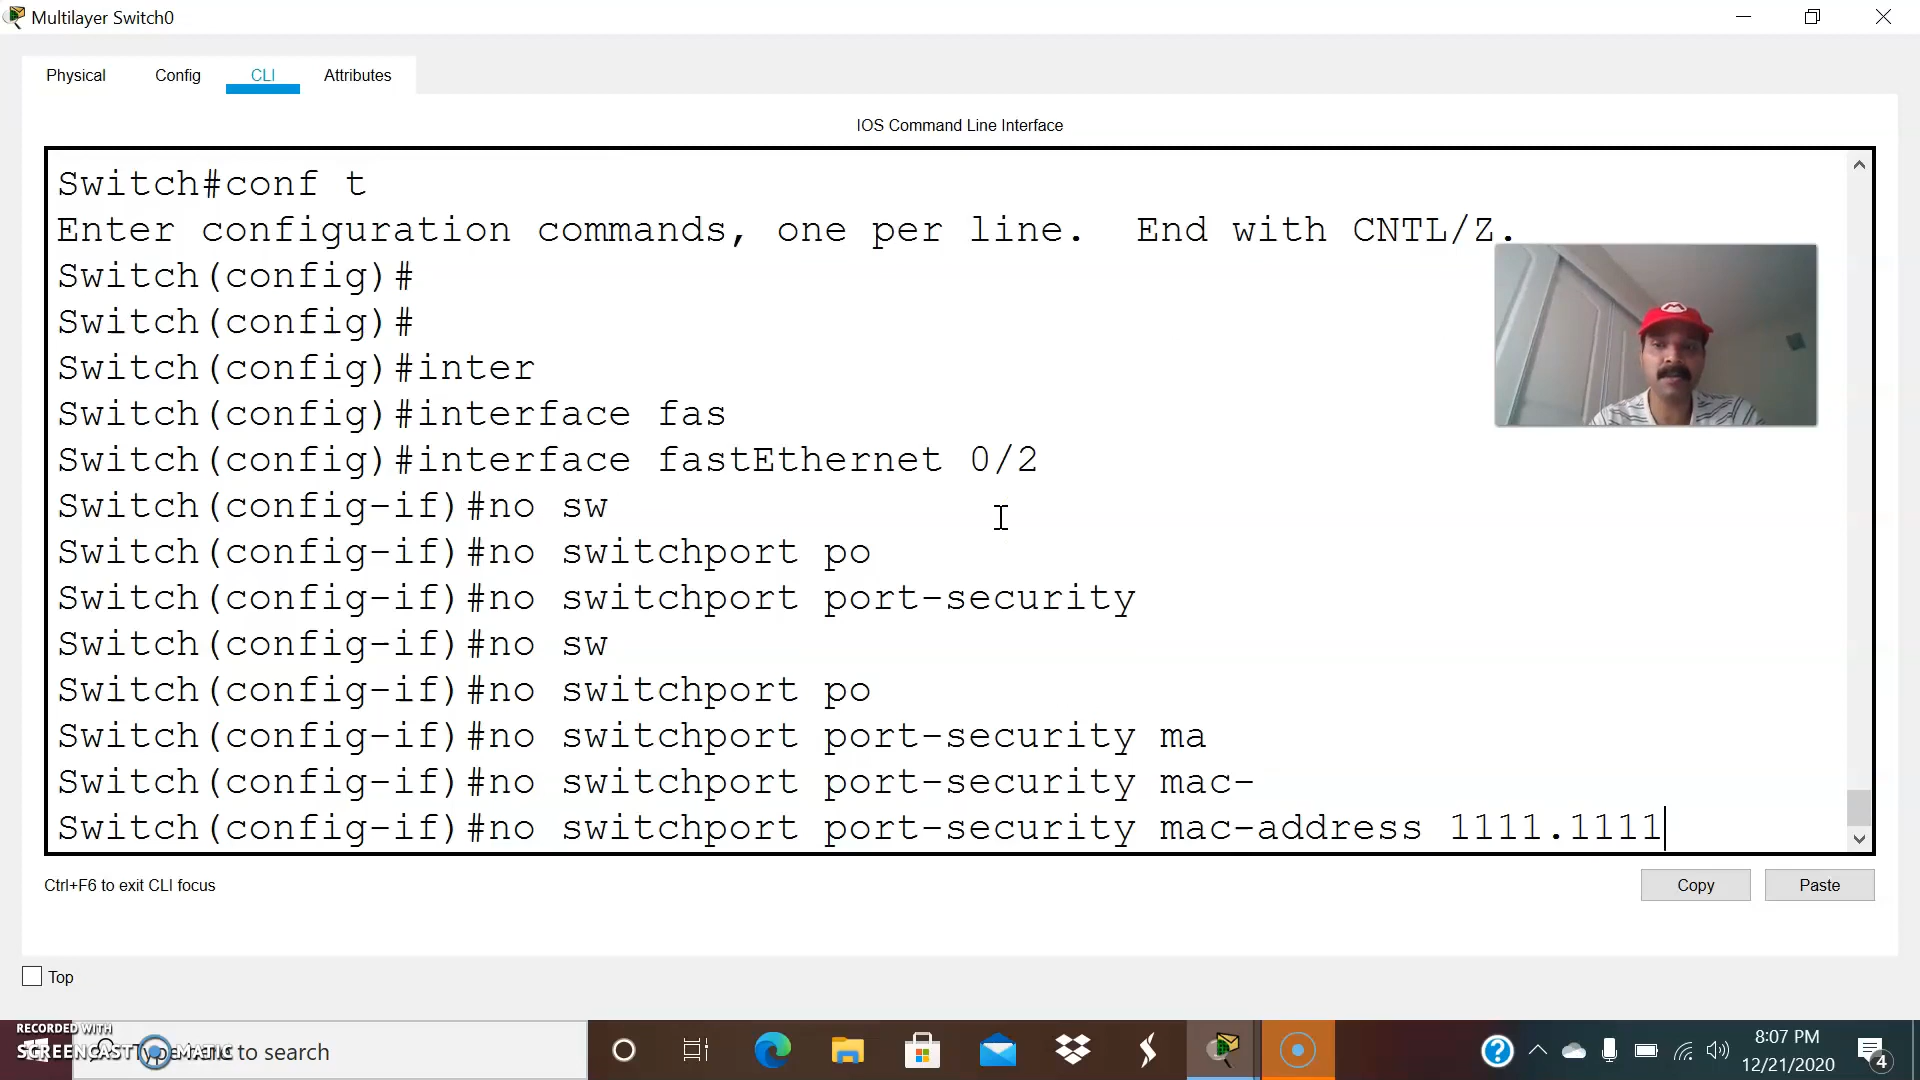 Multilayer Switch0
Physical
Config
CLI
Attributes
IOS Command Line Interface
Switch#conf t
Enter configuration commands, one per line.  End with CNTL/Z.
Switch(config)#
Switch(config)#
Switch(config)#inter
Switch(config)#interface fas
Switch(config)#interface fastEthernet 0/2
Switch(config-if)#no sw
Switch(config-if)#no switchport po
Switch(config-if)#no switchport port-security
Switch(config-if)#no sw
Switch(config-if)#no switchport po
Switch(config-if)#no switchport port-security ma
Switch(config-if)#no switchport port-security mac-
Switch(config-if)#no switchport port-security mac-address 1111.1111
Ctrl+F6 to exit CLI focus
Copy
Paste
Top
RECORDED WITH
SCREENCAST MATIC
to search
8:07 PM
12/21/2020
4